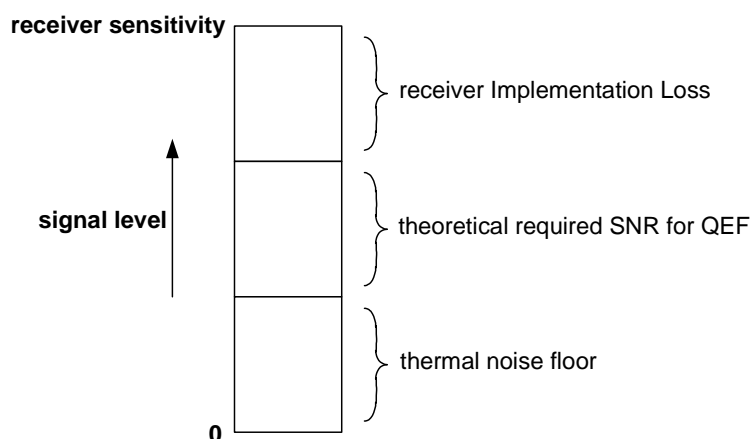 receiver sensitivity
receiver Implementation Loss
signal level
theoretical required SNR for QEF
thermal noise floor
0